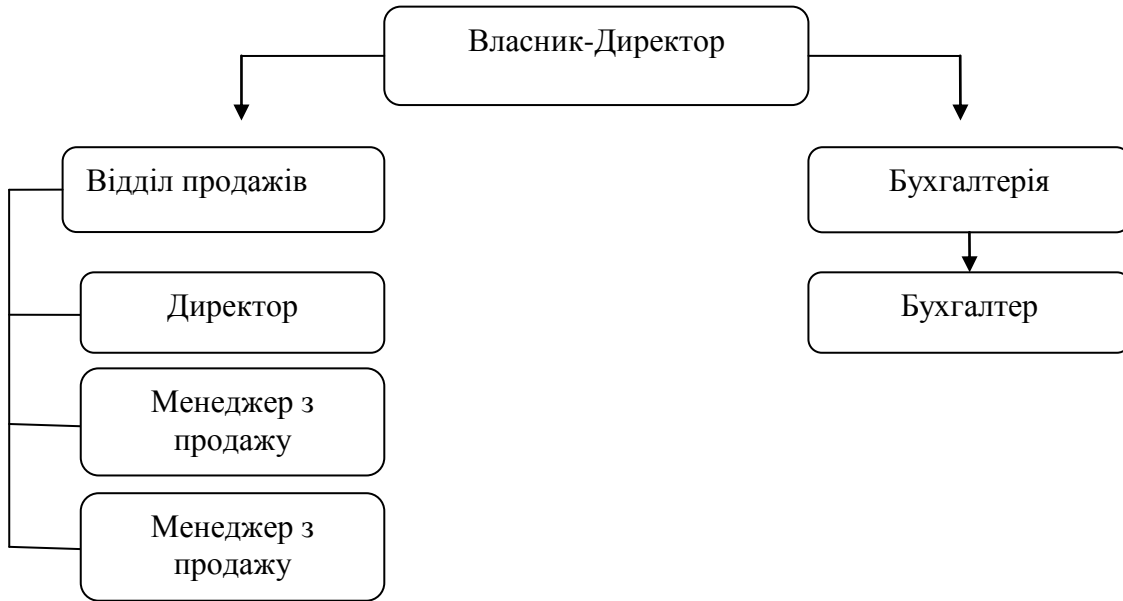 Власник-Директор
Відділ продажів
Бухгалтерія
Директор
Бухгалтер
Менеджер з
продажу
Менеджер з
продажу